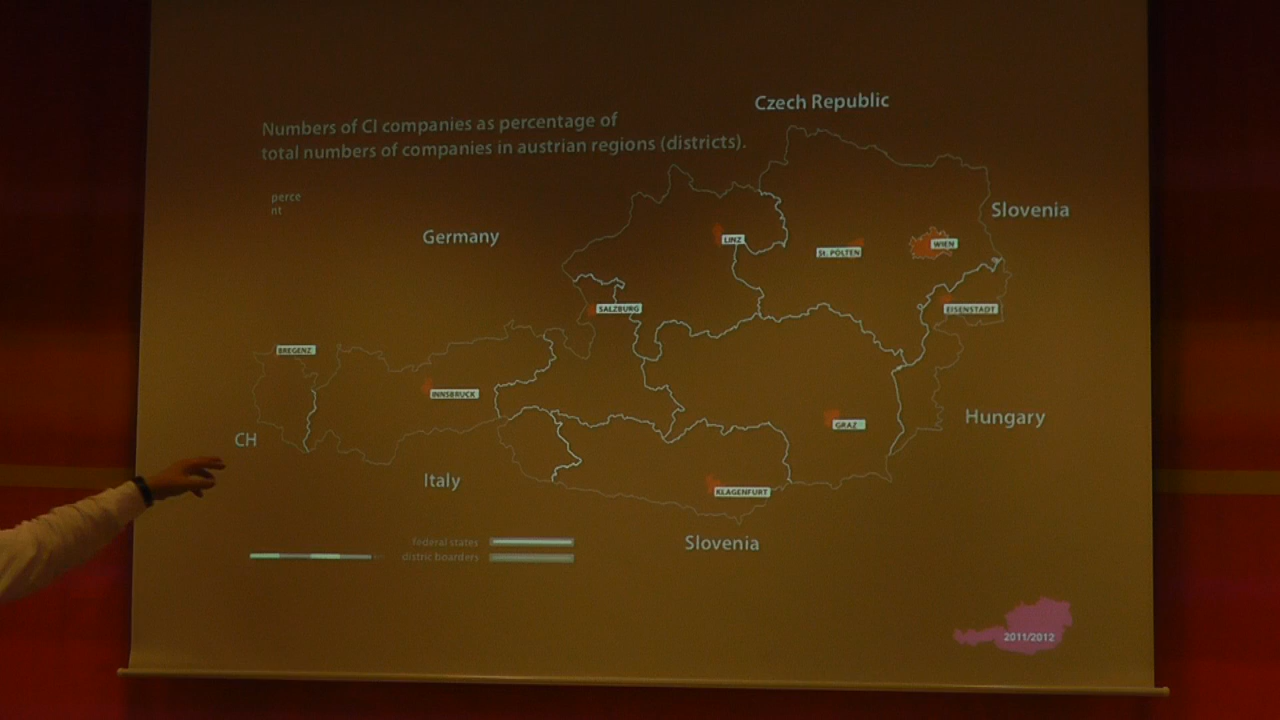 Czech Republic
Numbers of CI companies as percentage of
total numbers of companies in austrian regions (districts).
perce
nt
Slovenia
Germany
LINZ
WIEN
St. PÖLTEN
SALZBURG
EISENSTADT
BREGENZ
INNSBRUCK
Hungary
GRAZ
CH
Italy
KLAGENFURT
Slovenia
federal states
distric boarders
2011/2012